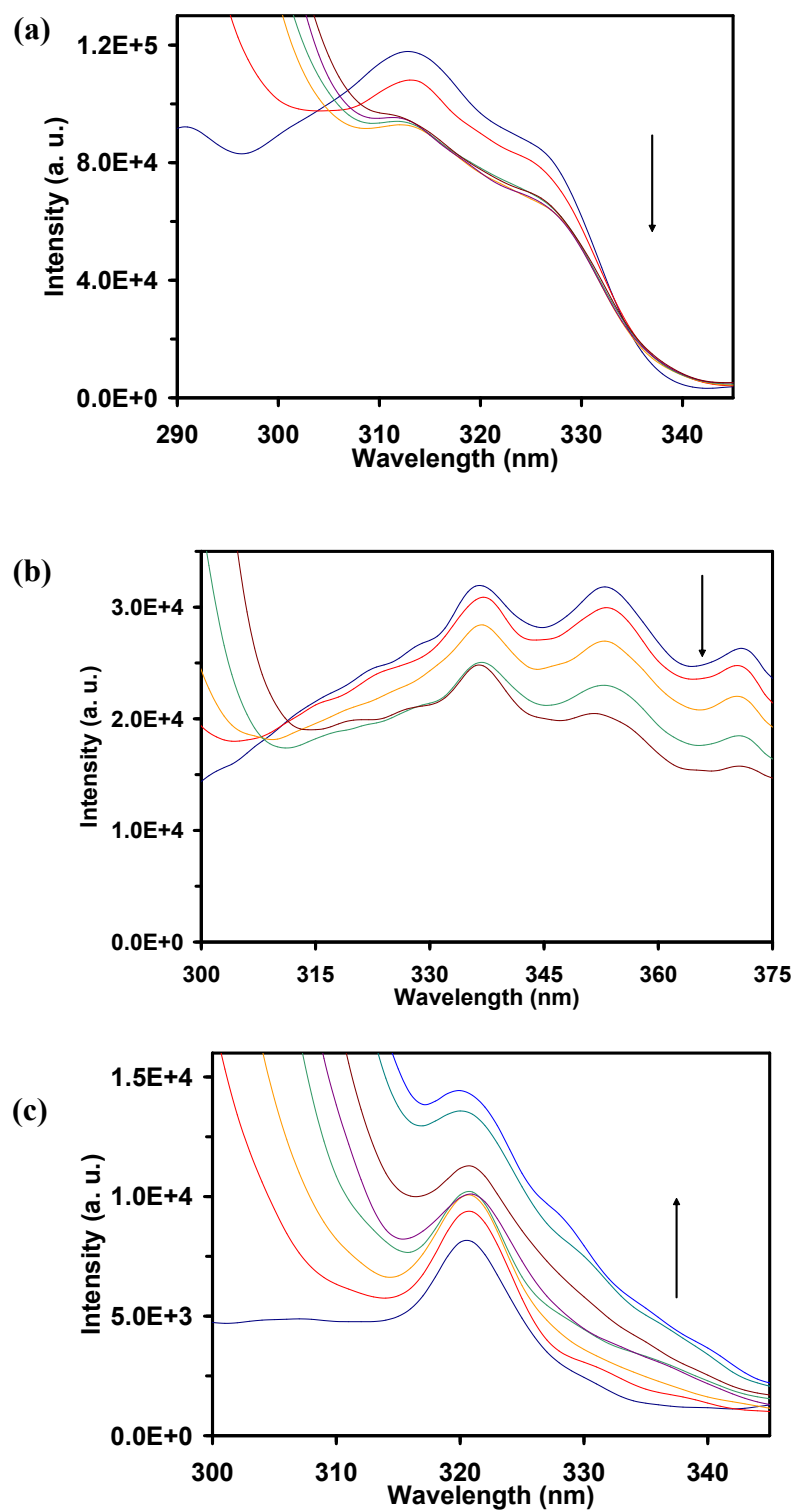 (a)
Intensity (a. u.)
1.2E+5
8.0E+4
4.0E+4
0.0E+0
290 300 310 320 330 340
Wavelength (nm)
(b)
Intensity (a. u.)
3.0E+4
2.0E+4
1.0E+4
0.0E+0
300 315 330 345 360 375
Wavelength (nm)
(c)
Intensity (a. u.)
1.5E+4
1.0E+4
5.0E+3
0.0E+0
300 310 320 330 340
Wavelength (nm)